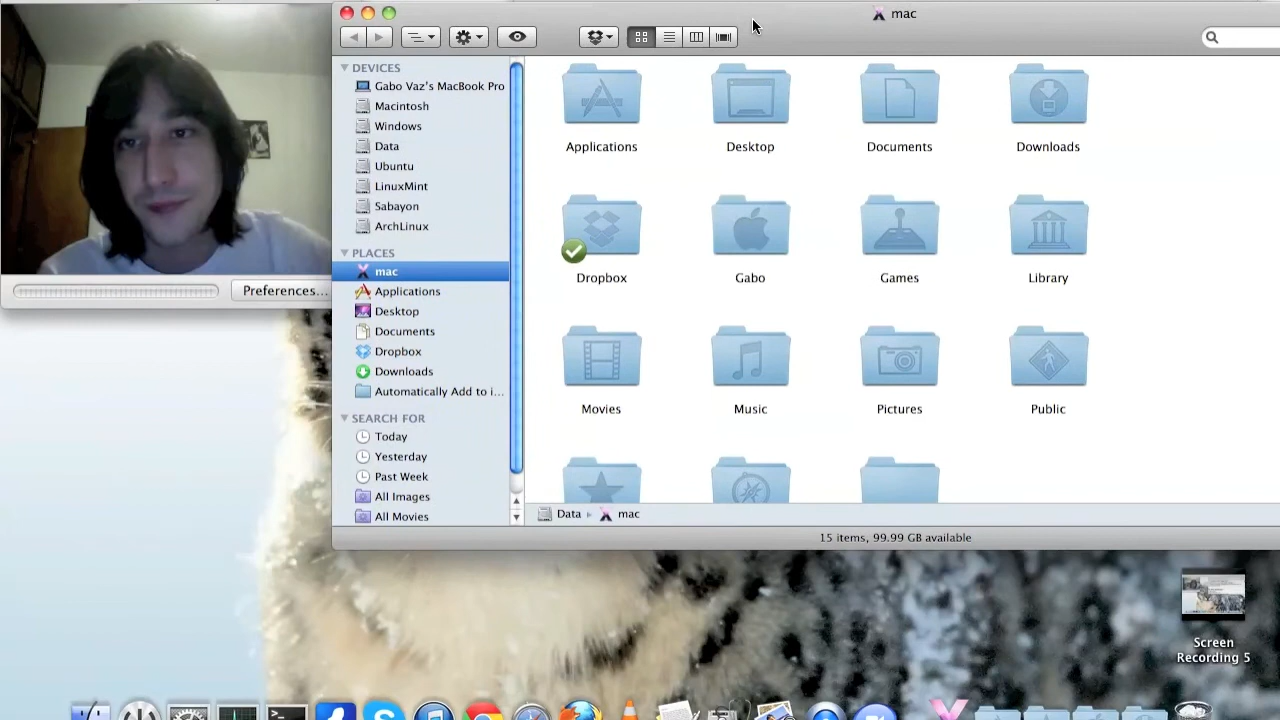 mac
DEVICES
Gabo Vaz's MacBook Pro
Macintosh
Windows
Data
Ubuntu
LinuxMint
Sabayon
ArchLinux
PLACES
mac
Applications
Desktop
Documents
Dropbox
Downloads
Automatically Add to i...
SEARCH FOR
Today
Yesterday
Past Week
All Images
All Movies
Applications
Desktop
Documents
Downloads
Dropbox
Gabo
Games
Library
Movies
Music
Pictures
Public
Data mac
15 items, 99.99 GB available
Preferences...
Screen
Recording 5